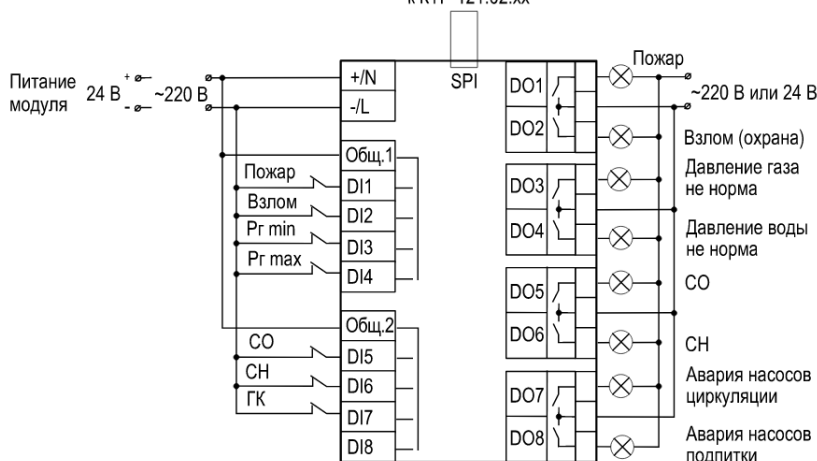 Питание
модуля
24 В
+
-
~220 В
+/N
-/L
Общ.1
Пожар
DI1
Взлом
DI2
Рг min
DI3
Рг max
DI4
Общ.2
СО
DI5
СН
DI6
ГК
DI7
DI8
SPI
DO1
DO2
DO3
DO4
DO5
DO6
DO7
DO8
Пожар
~220 В или 24 В
Взлом (охрана)
Давление газа
не норма
Давление воды
не норма
СО
СН
Авария насосов
циркуляции
Авария насосов
подпитки